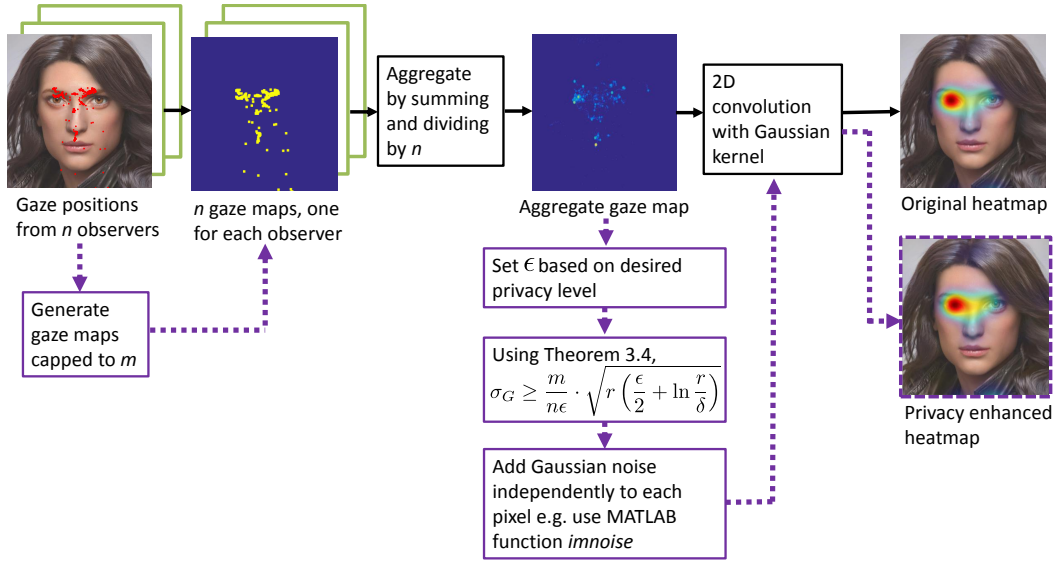 Gaze positions
from n observers
Generate
gaze maps
capped to m
n gaze maps, one
for each observer
Aggregate
by summing
and dividing
by n
Aggregate gaze map
Set ϵ based on desired
privacy level
Using Theorem 3.4,
σ_G ≥ m/(nϵ) · √(r (ϵ/2 + ln r/δ))
Add Gaussian noise
independently to each
pixel e.g. use MATLAB
function imnoise
2D
convolution
with Gaussian
kernel
Original heatmap
Privacy enhanced
heatmap